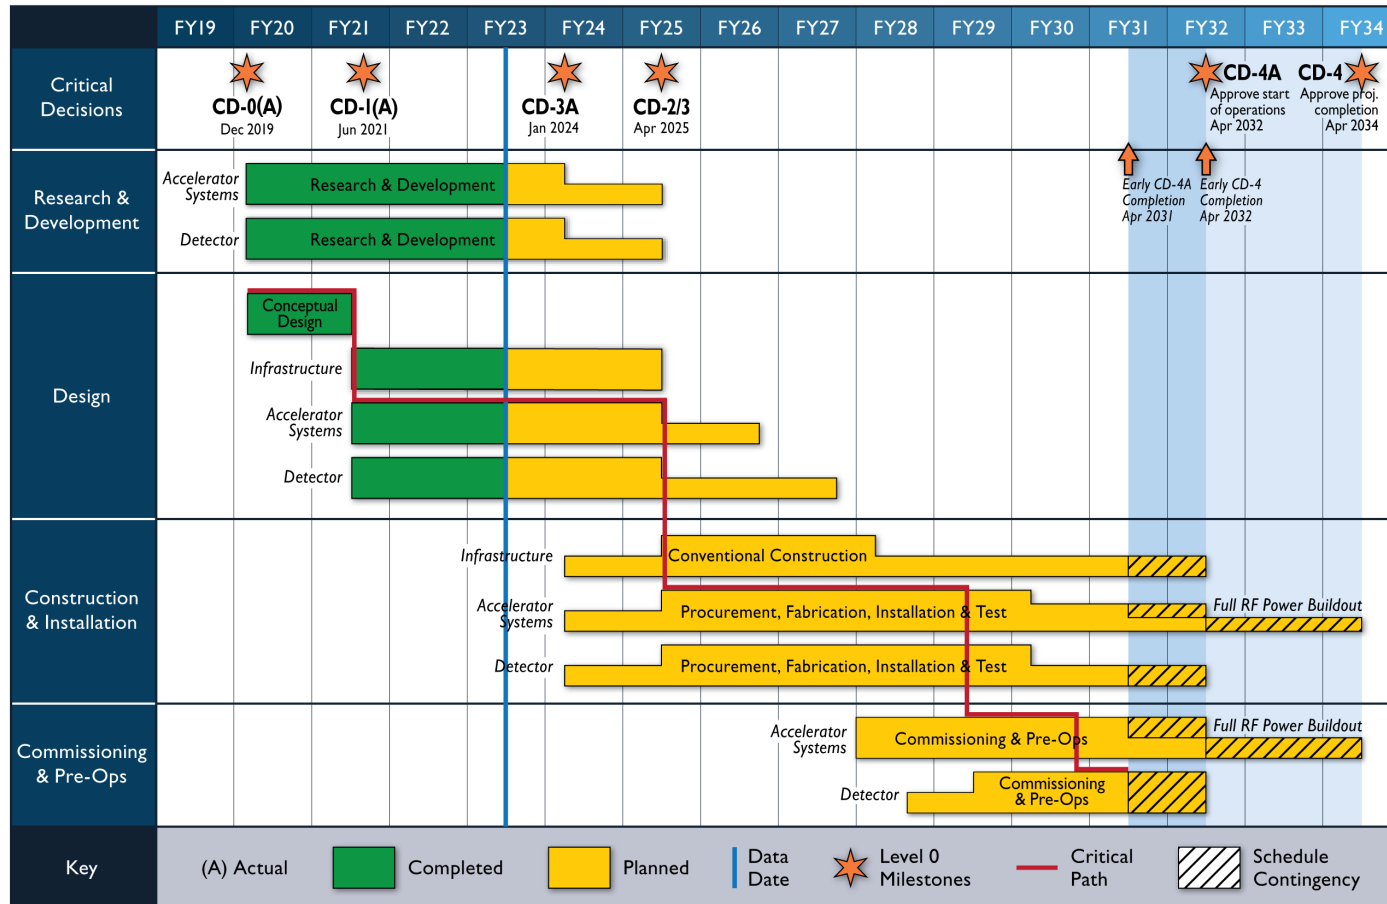 FY19 FY20 FY21 FY22 FY23 FY24 FY25 FY26 FY27 FY28 FY29 FY30 FY31 FY32 FY33 FY34
Critical
Decisions
CD-0(A)
Dec 2019
CD-1(A)
Jun 2021
CD-3A
Jan 2024
CD-2/3
Apr 2025
CD-4A
Approve start
of operations
Apr 2032
CD-4
Approve proj.
completion
Apr 2034
Research &
Development
Accelerator
Systems
Research & Development
Detector
Research & Development
Early CD-4A
Completion
Apr 2031
Early CD-4
Completion
Apr 2032
Design
Conceptual
Design
Infrastructure
Accelerator
Systems
Detector
Construction
& Installation
Infrastructure
Conventional Construction
Accelerator
Systems
Procurement, Fabrication, Installation & Test
Full RF Power Buildout
Detector
Procurement, Fabrication, Installation & Test
Commissioning
& Pre-Ops
Accelerator
Systems
Commissioning & Pre-Ops
Full RF Power Buildout
Detector
Commissioning
& Pre-Ops
Key
(A) Actual
Completed
Planned
Data
Date
Level 0
Milestones
Critical
Path
Schedule
Contingency